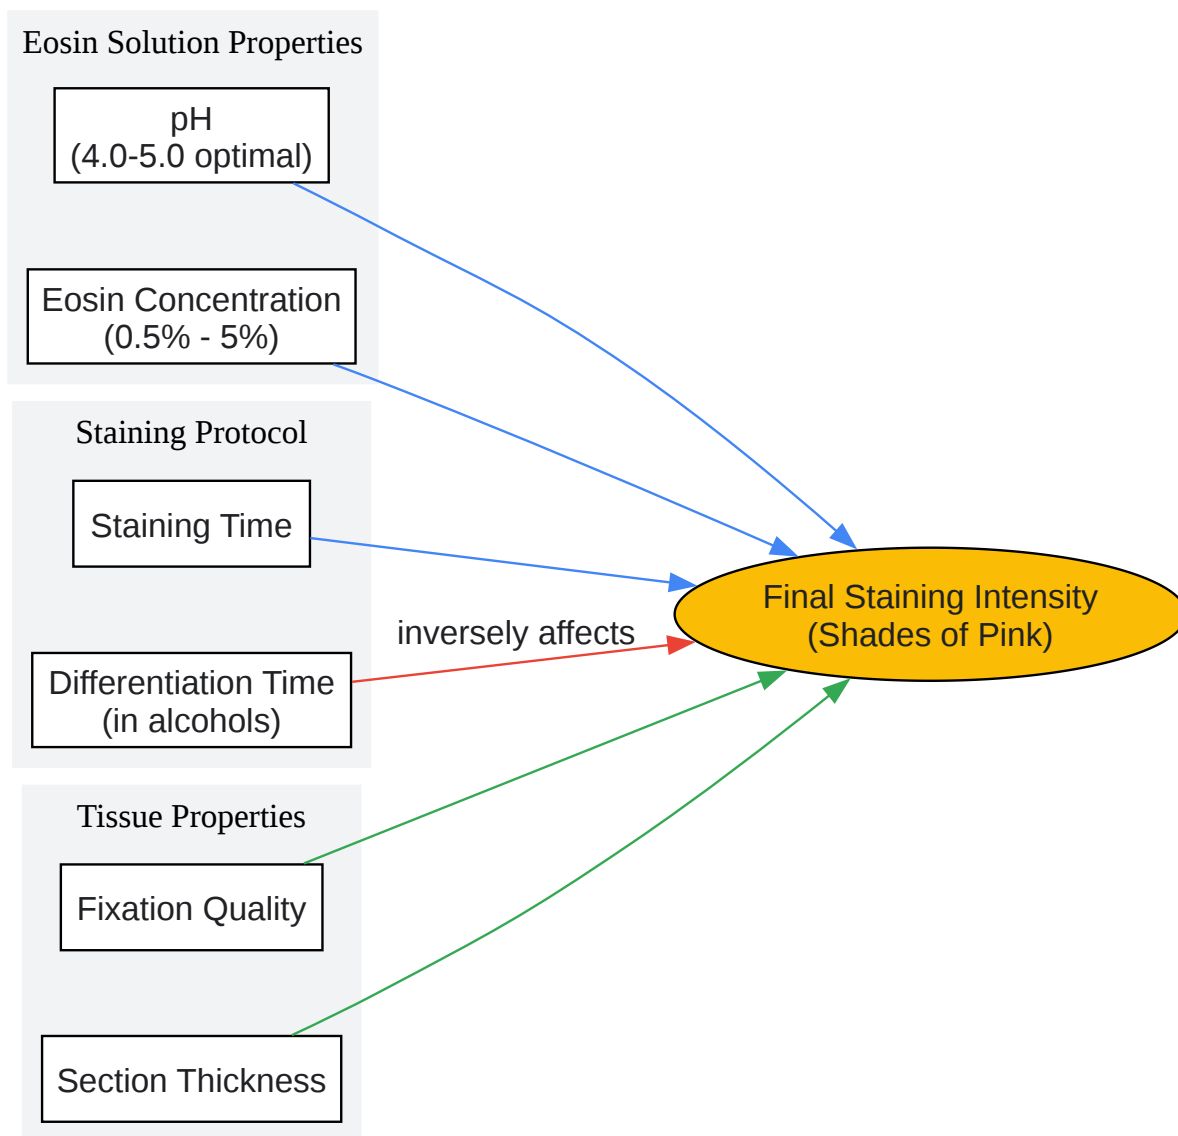 Eosin Solution Properties
pH
(4.0-5.0 optimal)
Eosin Concentration
(0.5% - 5%)
Staining Protocol
Staining Time
Differentiation Time
(in alcohols)
inversely affects
Final Staining Intensity
(Shades of Pink)
Tissue Properties
Fixation Quality
Section Thickness